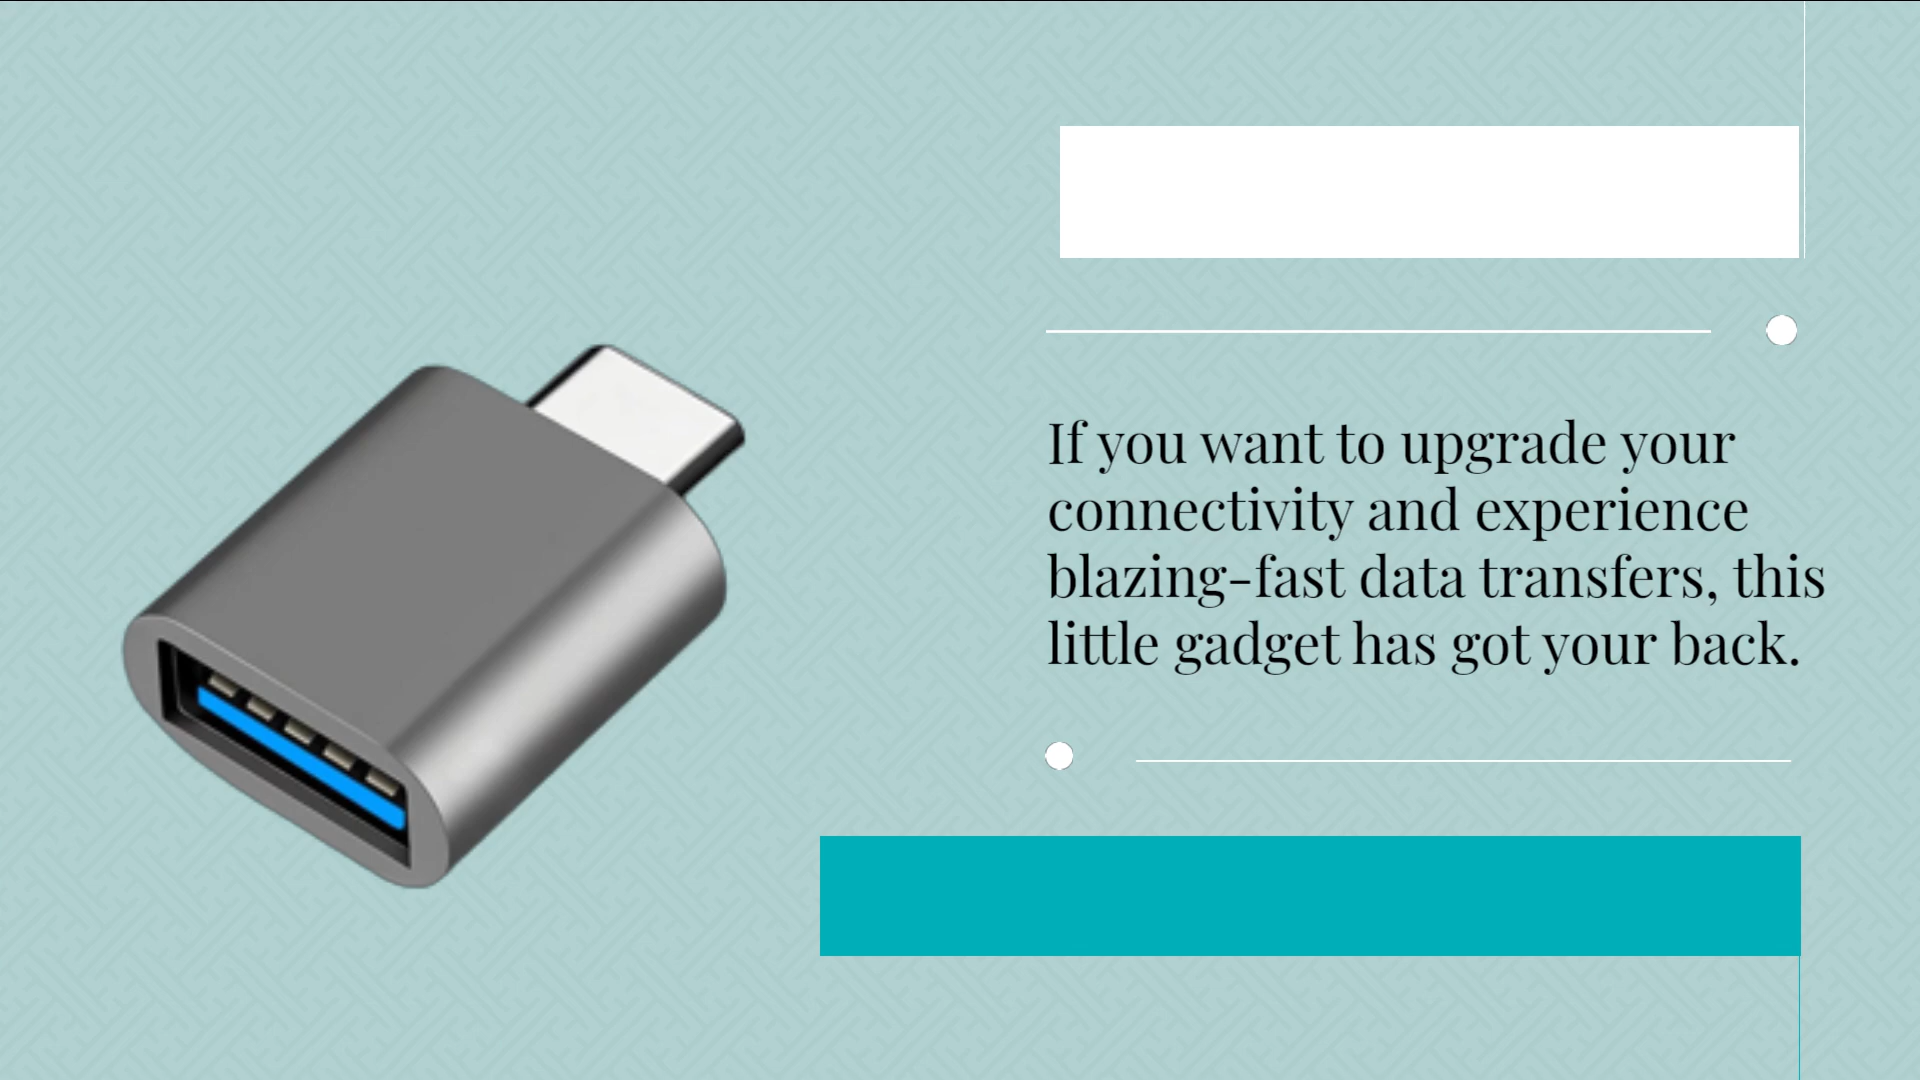 If you want to upgrade your
connectivity and experience
blazing-fast data transfers, this
little gadget has got your back.